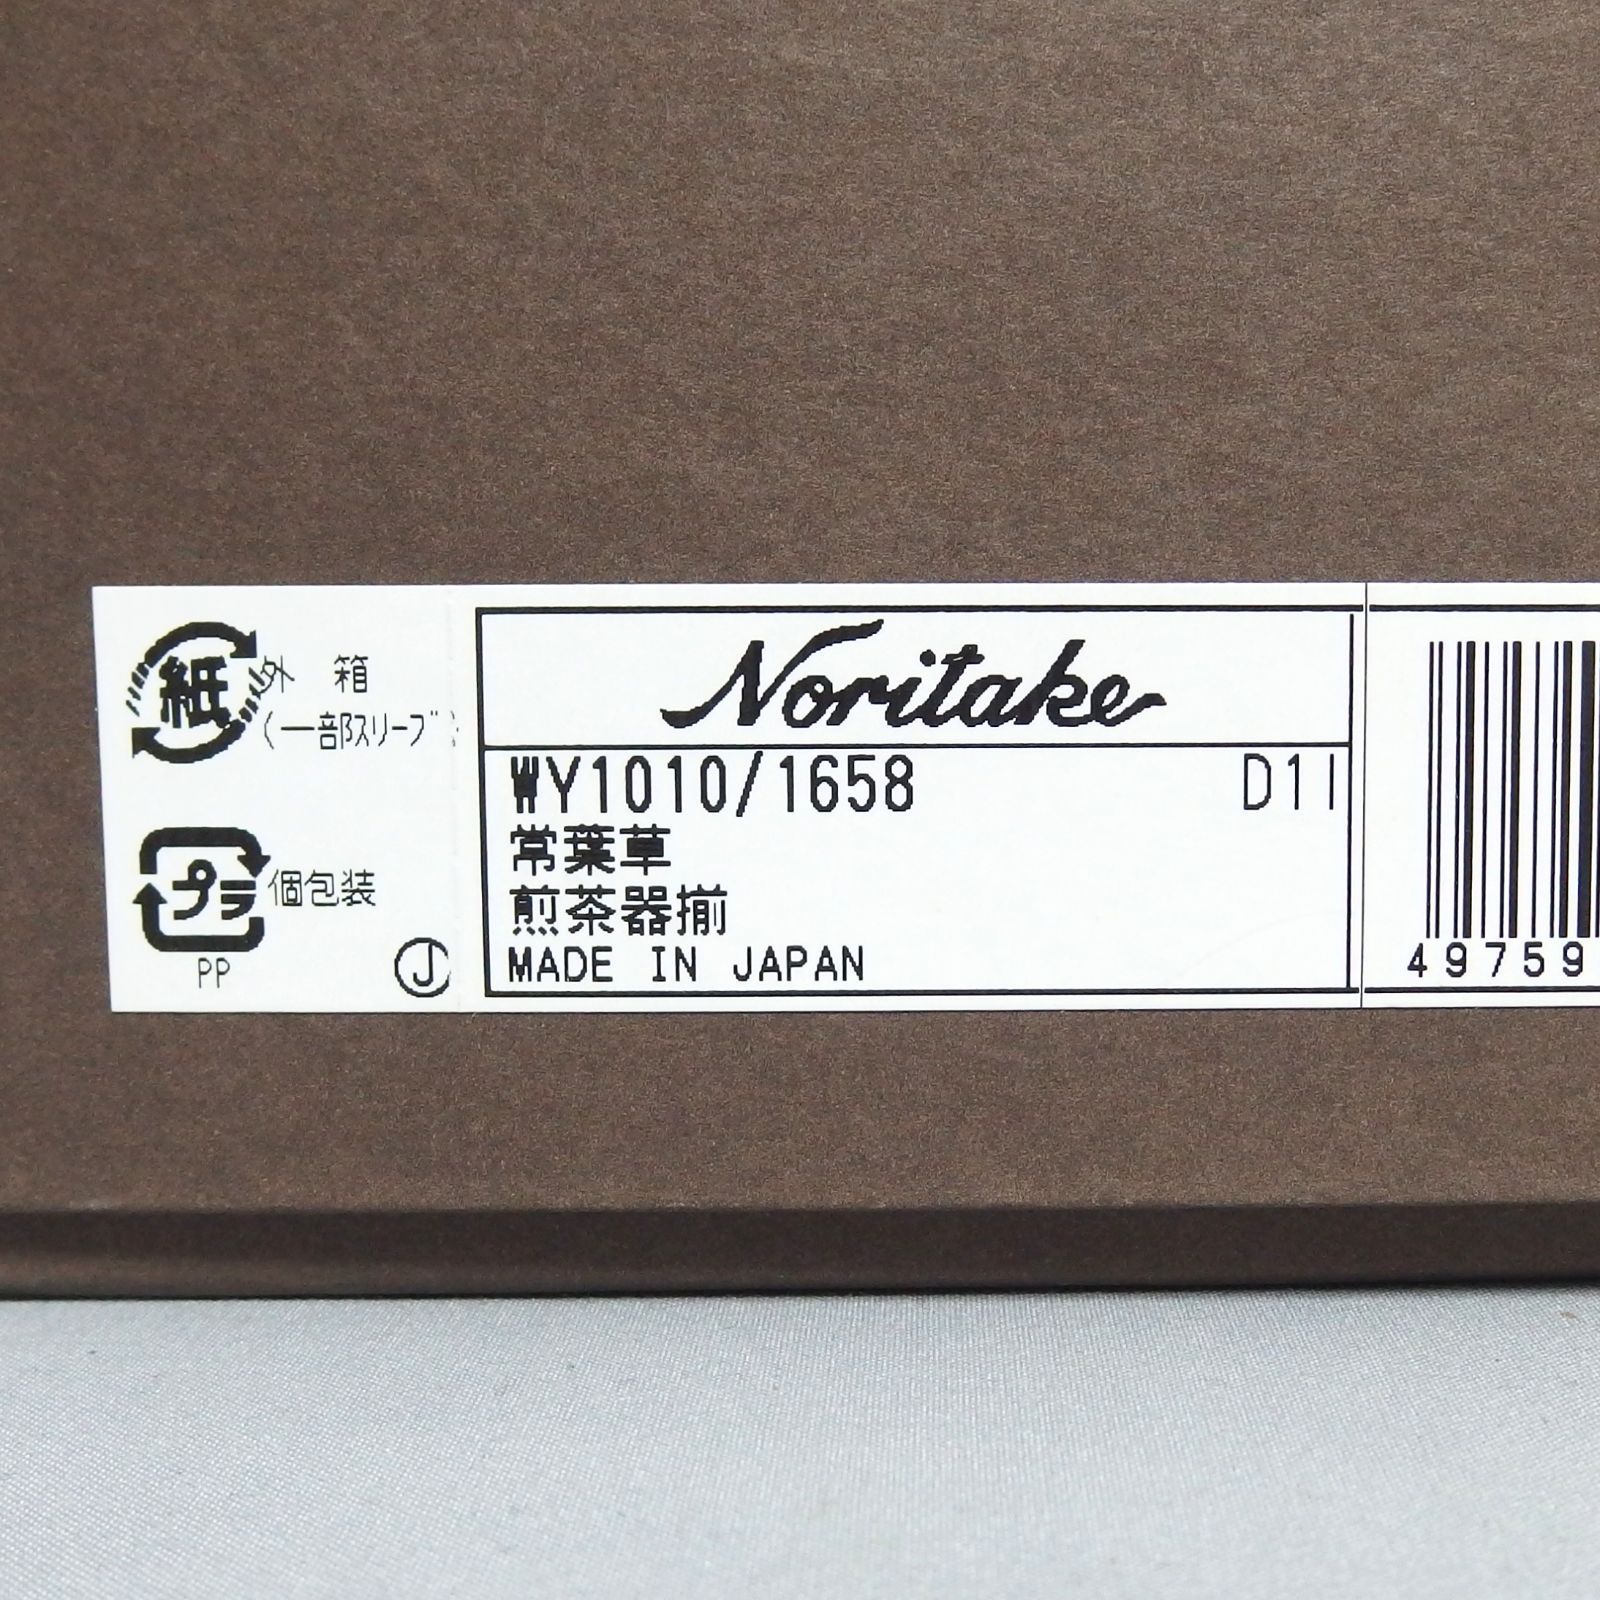 紙 外 箱
(一部スリーブ)
プラ 個包装
PP
J
Noritake
WY1010/1658 D11
常葉草
煎茶器揃
MADE IN JAPAN
49759